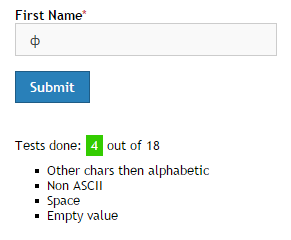 First Name*
ф
Submit
Tests done: 4 out of 18
Other chars then alphabetic
Non ASCII
Space
Empty value